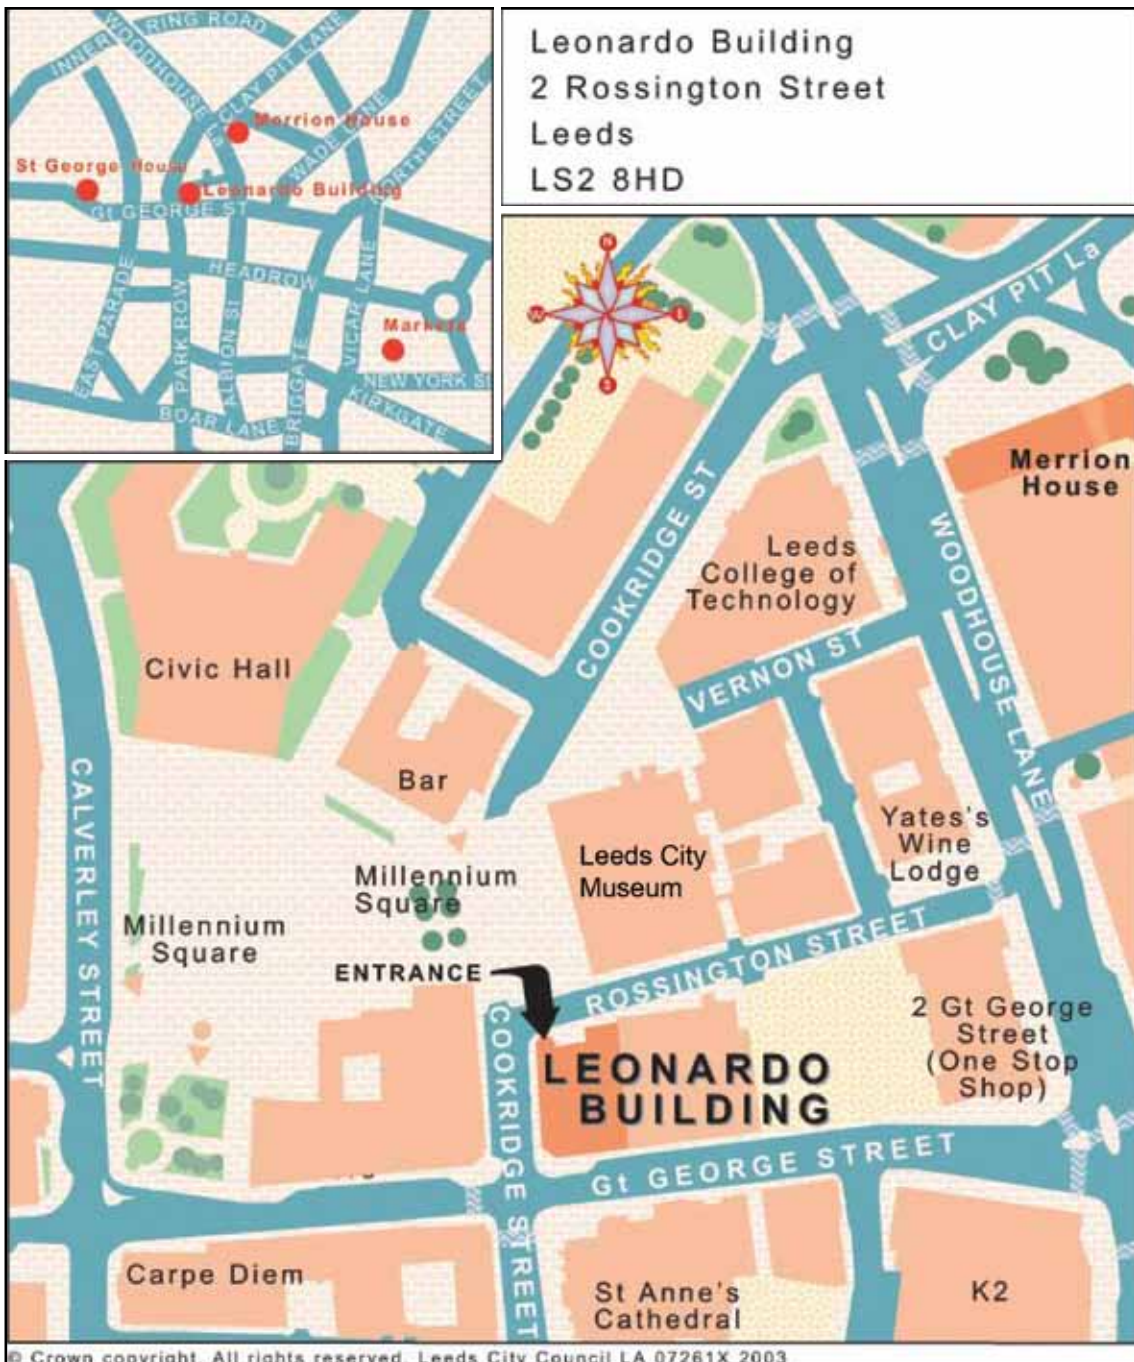 INNER RING ROAD
WOODHOUSE La
CLAY PIT LANE
Merrion House
WADE LANE
NORTH STREET
St George House
Leonardo Building
Gt GEORGE ST
HEADROW
EAST PARADE
PARK ROW
ALBION St
BRIGGATE
VICAR LANE
Markets
NEW YORK St
KIRKGATE
BOAR LANE
Leonardo Building
2 Rossington Street
Leeds
LS2 8HD
N
W
E
S
CLAY PIT La
Merrion
House
COOKRIDGE ST
Leeds
College of
Technology
WOODHOUSE LANE
VERNON ST
Civic Hall
Bar
CALVERLEY STREET
Yates's
Wine
Lodge
Leeds City
Museum
Millennium
Square
Millennium
Square
ENTRANCE
ROSSINGTON STREET
COOKRIDGE STREET
2 Gt George
Street
(One Stop
Shop)
LEONARDO
BUILDING
Gt GEORGE STREET
Carpe Diem
St Anne's
Cathedral
K2
© Crown copyright. All rights reserved. Leeds City Council LA 07261X 2003